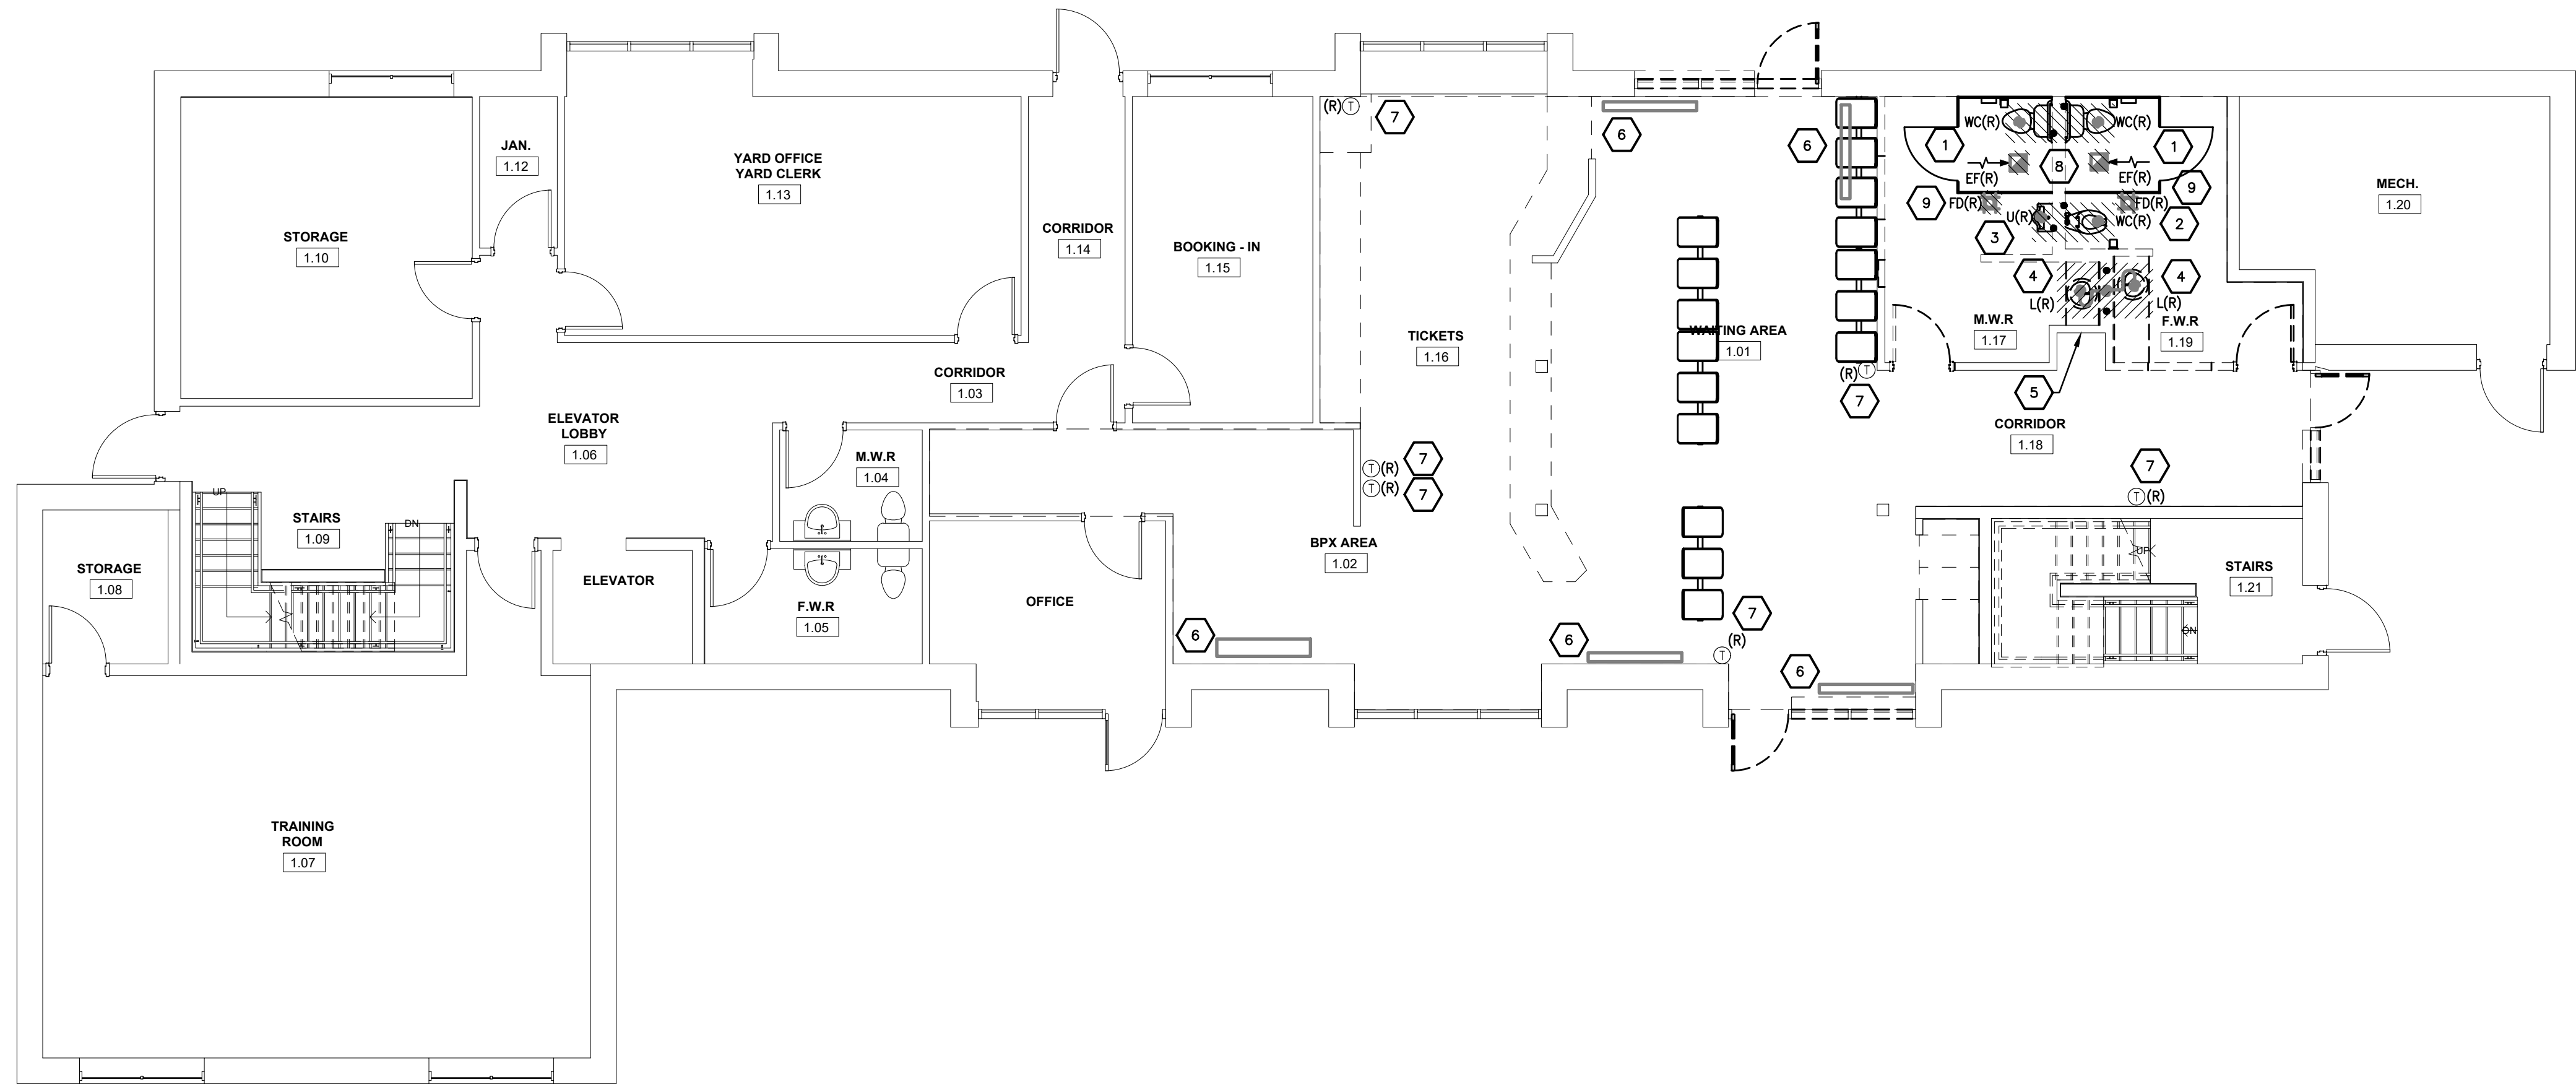 (R) T
7
6
6
WC(R)
WC(R)
1
1
8
EF(R)
EF(R)
9
9
FD(R)
FD(R)
U(R)
WC(R)
2
3
4
4
L(R)
L(R)
JAN.
1.12
YARD OFFICE
YARD CLERK
1.13
MECH.
1.20
STORAGE
1.10
CORRIDOR
1.14
BOOKING - IN
1.15
TICKETS
1.16
WAITING AREA
1.01
M.W.R
1.17
F.W.R
1.19
CORRIDOR
1.03
(R) T
7
5
CORRIDOR
1.18
ELEVATOR
LOBBY
1.06
M.W.R
1.04
T (R)
7
T (R)
7
7
T (R)
UP
STAIRS
1.09
DN
STORAGE
1.08
ELEVATOR
F.W.R
1.05
OFFICE
BPX AREA
1.02
UP
STAIRS
1.21
DN
6
6
7
(R)
T
6
TRAINING
ROOM
1.07